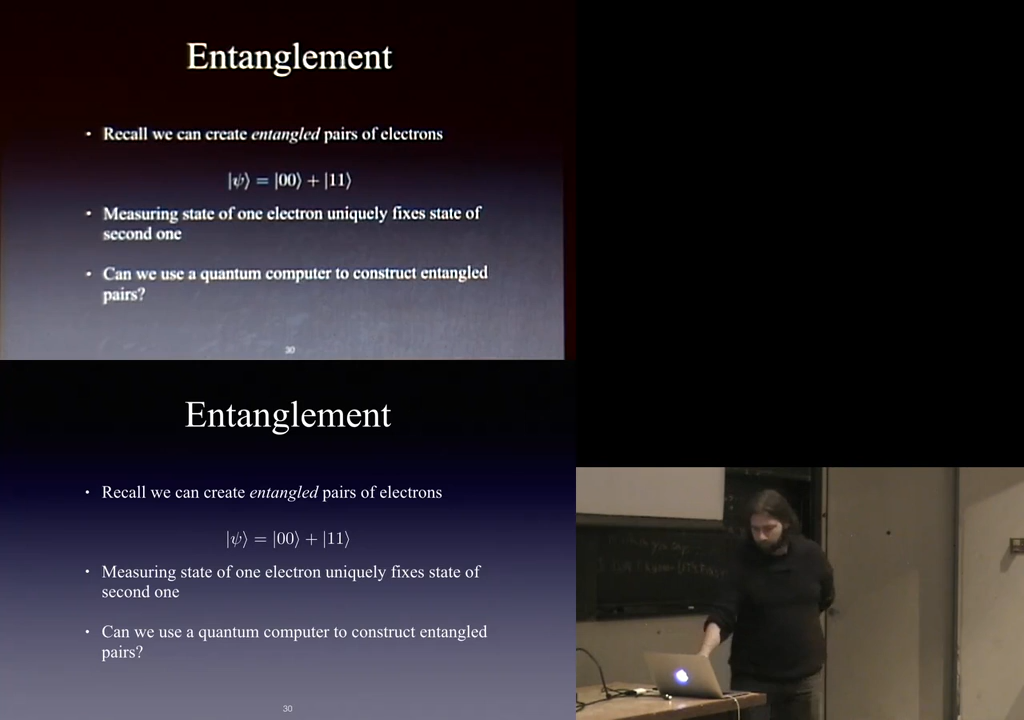 Entanglement
• Recall we can create entangled pairs of electrons
|ψ⟩ = |00⟩ + |11⟩
• Measuring state of one electron uniquely fixes state of
second one
• Can we use a quantum computer to construct entangled
pairs?
30
Entanglement
• Recall we can create entangled pairs of electrons
|ψ⟩ = |00⟩ + |11⟩
• Measuring state of one electron uniquely fixes state of
second one
• Can we use a quantum computer to construct entangled
pairs?
30